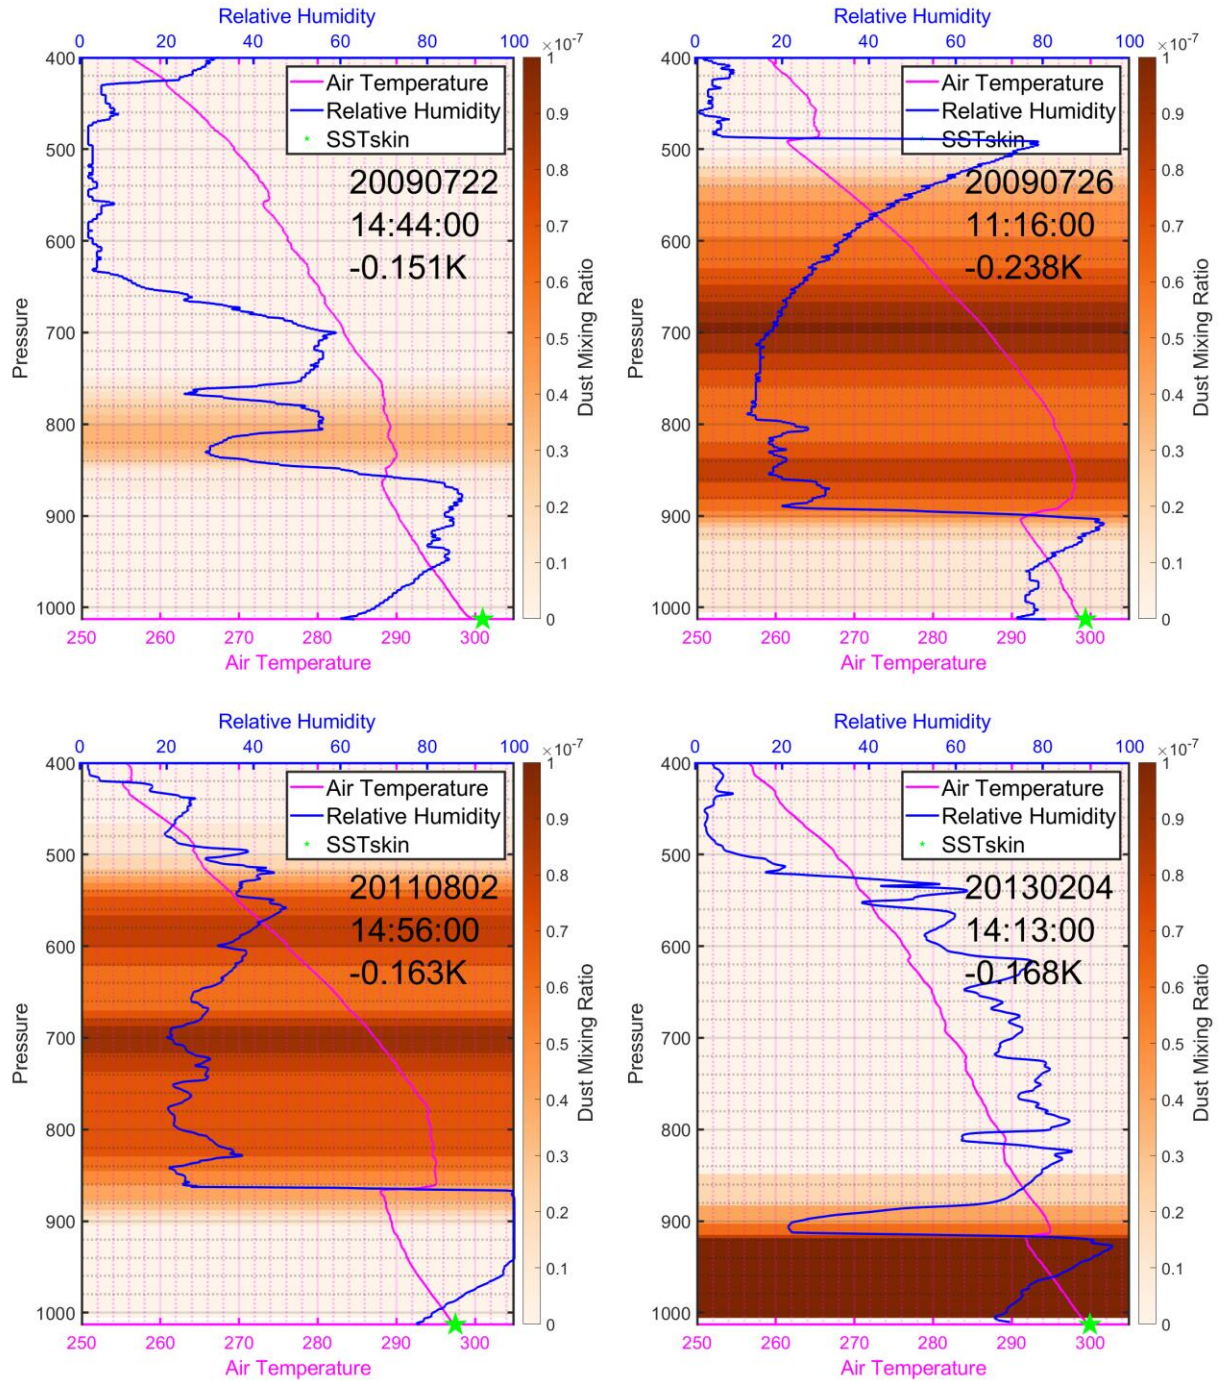 Relative Humidity
0 20 40 60 80 100
×10⁻⁷
400
500
600
700
800
900
1000
Pressure
Air Temperature
Relative Humidity
SSTskin
20090722
14:44:00
-0.151K
1
0.9
0.8
0.7
0.6
0.5
0.4
0.3
0.2
0.1
0
Dust Mixing Ratio
250 260 270 280 290 300
Air Temperature
Relative Humidity
0 20 40 60 80 100
×10⁻⁷
400
500
600
700
800
900
1000
Pressure
Air Temperature
Relative Humidity
SSTskin
20090726
11:16:00
-0.238K
1
0.9
0.8
0.7
0.6
0.5
0.4
0.3
0.2
0.1
0
Dust Mixing Ratio
250 260 270 280 290 300
Air Temperature
Relative Humidity
0 20 40 60 80 100
×10⁻⁷
400
500
600
700
800
900
1000
Pressure
Air Temperature
Relative Humidity
SSTskin
20110802
14:56:00
-0.163K
1
0.9
0.8
0.7
0.6
0.5
0.4
0.3
0.2
0.1
0
Dust Mixing Ratio
250 260 270 280 290 300
Air Temperature
Relative Humidity
0 20 40 60 80 100
×10⁻⁷
400
500
600
700
800
900
1000
Pressure
Air Temperature
Relative Humidity
SSTskin
20130204
14:13:00
-0.168K
1
0.9
0.8
0.7
0.6
0.5
0.4
0.3
0.2
0.1
0
Dust Mixing Ratio
250 260 270 280 290 300
Air Temperature